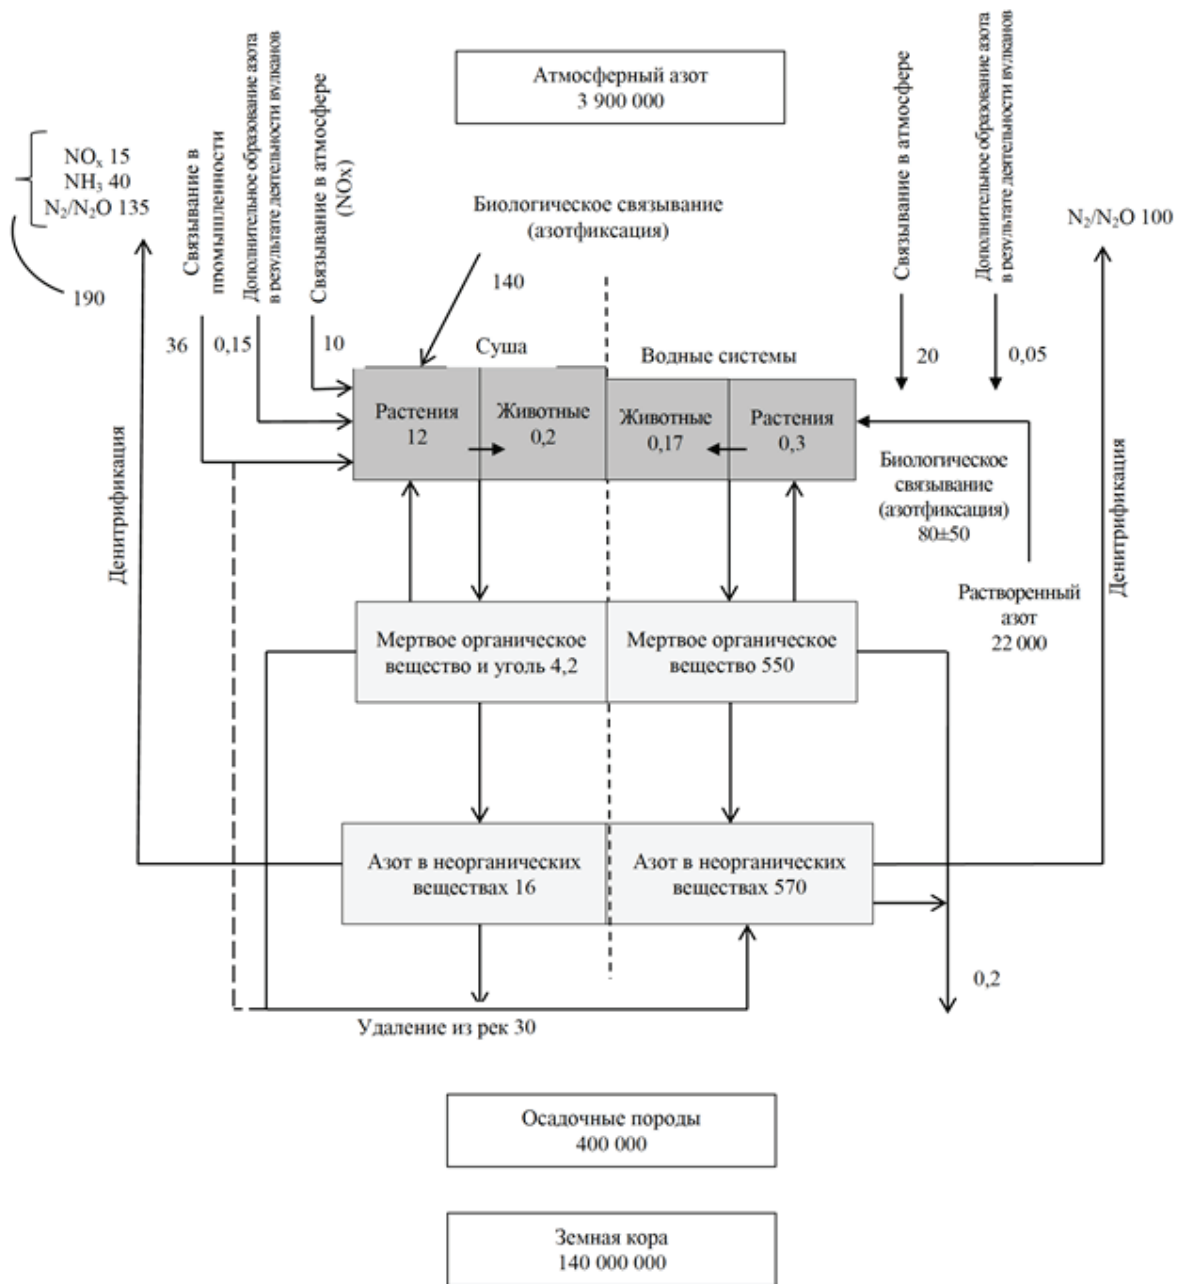 Атмосферный азот
3 900 000
NOx 15
NH3 40
N2/N2O 135
190
Связывание в
промышленности
36
Дополнительное образование азота
в результате деятельности вулканов
0,15
Связывание в атмосфере
(NOx)
10
Биологическое связывание
(азотфиксация)
140
Связывание в атмосфере
20
Дополнительное образование азота
в результате деятельности вулканов
0,05
N2/N2O 100
Суша
Водные системы
Растения
12
Животные
0,2
Животные
0,17
Растения
0,3
Биологическое
связывание
(азотфиксация)
80±50
Денитрификация
Денитрификация
Растворенный
азот
22 000
Мертвое органическое
вещество и уголь 4,2
Мертвое органическое
вещество 550
Азот в неорганических
веществах 16
Азот в неорганических
веществах 570
0,2
Удаление из рек 30
Осадочные породы
400 000
Земная кора
140 000 000